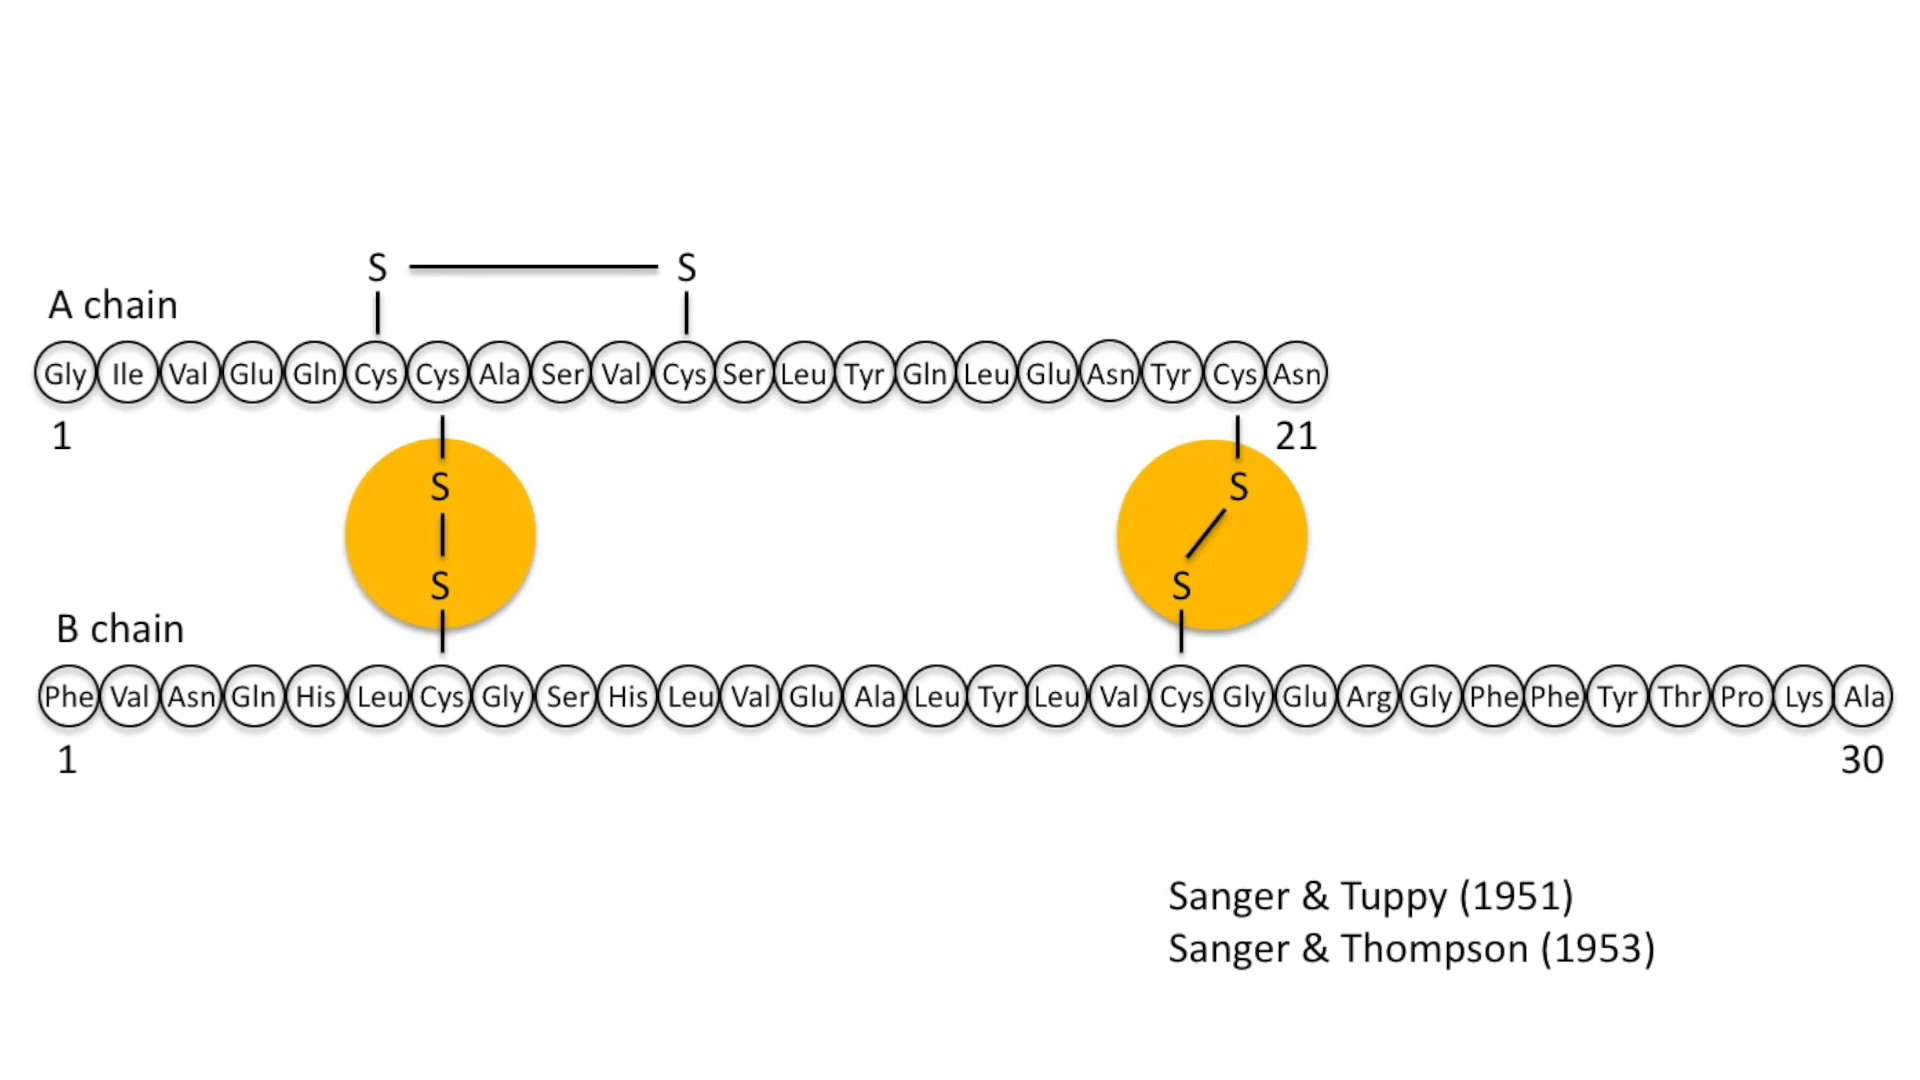 S S
A chain
Gly Ile Val Glu Gln Cys Cys Ala Ser Val Cys Ser Leu Tyr Gln Leu Glu Asn Tyr Cys Asn
1 21
S S
S S
B chain
Phe Val Asn Gln His Leu Cys Gly Ser His Leu Val Glu Ala Leu Tyr Leu Val Cys Gly Glu Arg Gly Phe Phe Tyr Thr Pro Lys Ala
1 30
Sanger & Tuppy (1951)
Sanger & Thompson (1953)